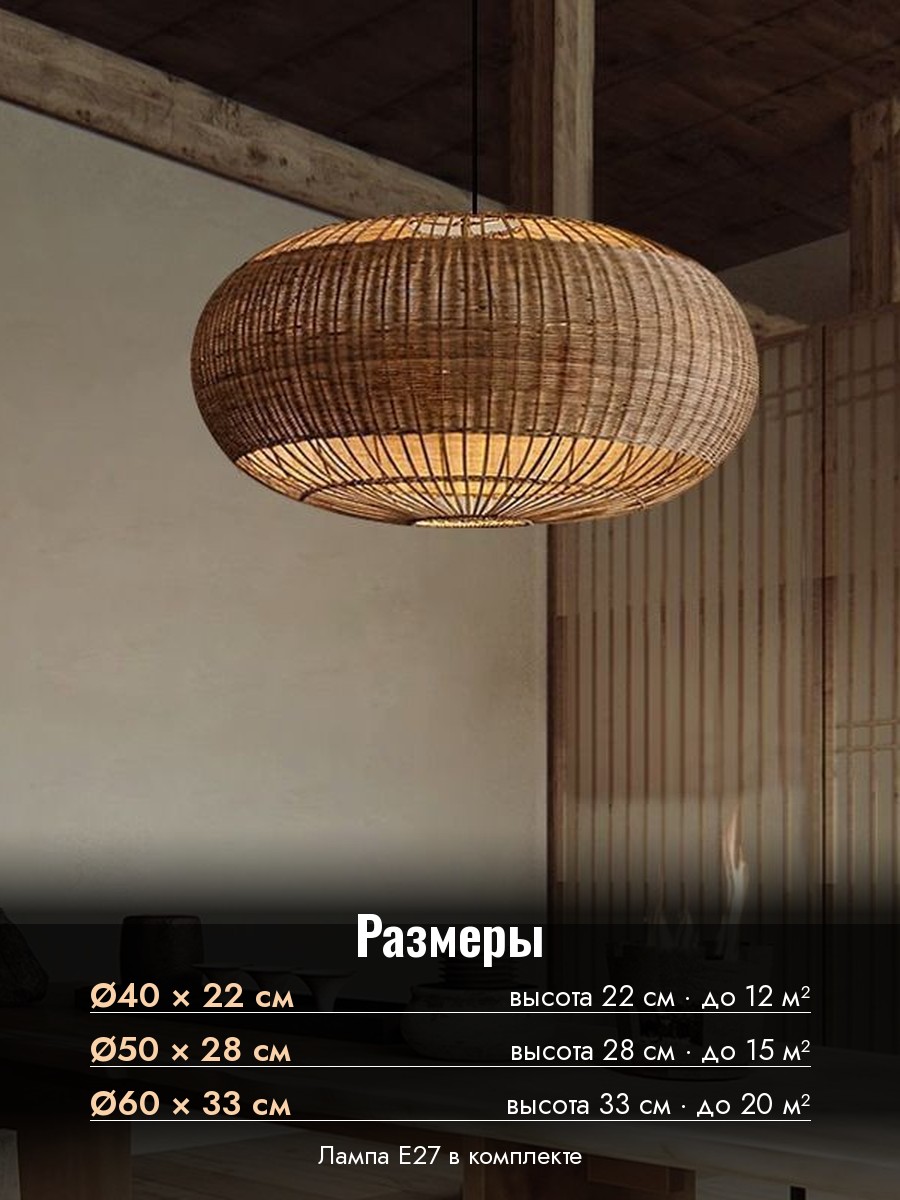 Размеры
Ø40 × 22 см высота 22 см · до 12 м²
Ø50 × 28 см высота 28 см · до 15 м²
Ø60 × 33 см высота 33 см · до 20 м²
Лампа E27 в комплекте